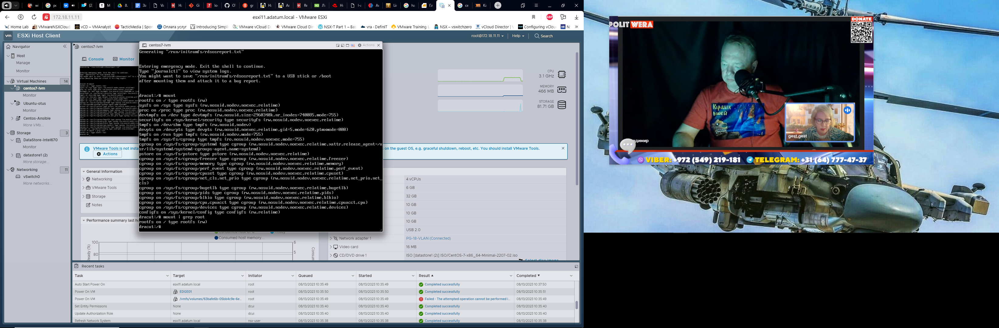 wi
pc
(2
M
8.
За
Va
На
Gi
lo
O
gr
Ha
Aи
Re
Ли
Ho
l-a
Аа
Lir
ha
Гл
ce
Ка
172.18.11.11
esxi11.adatum.local - VMware ESXi
ABP
Home Lab
VMwareNSXCloud
vCD – VMAnalyst
TacticMedia | Spon
Оплата услуг
Introducing Simpli
VMware vCloud D
VMware Cloud Dir
NSX-T Part 1 – Bas
vra · DefinIT
VMware Training L
NSX – vswitchzero
vCloud Director | V
Configuring vClou
N
vm ESXi Host Client
root@172.18.11.11
Help
Search
Navigator
Host
Manage
Monitor
Virtual Machines 14
centos7-lvm
Monitor
Ubuntu-otus
Monitor
Centos-Ansible
More VMs...
Storage 3
DataStore-Intel670
Monitor
datastore1 (2)
More storage...
Networking 11
vSwitch0
More networks...
centos7-lvm
Console
Monitor
CPU
3.1 GHz
MEMORY
466 MB
STORAGE
81.71 GB
VMware Tools is not insta
s on the guest OS, e.g. graceful shutdown, reboot, etc. You should install VMware Tools.
Actions
General Information
Networking
VMware Tools
Storage
Notes
Performance summary last ho
Consumed host memory...
100
80
6
5
4 vCPUs
6 GB
32 GB
10 GB
10 GB
10 GB
USB 2.0
Network adapter 1
PG-18-VLAN (Connected)
Video card
16 MB
CD/DVD drive 1
ISO [datastore1 (2)] ISO/CentOS-7-x86_64-Minimal-2207-02.iso
centos7-lvm
Actions
Generating "/run/initramfs/rdsosreport.txt"
Entering emergency mode. Exit the shell to continue.
Type "journalctl" to view system logs.
You might want to save "/run/initramfs/rdsosreport.txt" to a USB stick or /boot
after mounting them and attach it to a bug report.
dracut:/# mount
rootfs on / type rootfs (rw)
sysfs on /sys type sysfs (rw,nosuid,nodev,noexec,relatime)
proc on /proc type proc (rw,nosuid,nodev,noexec,relatime)
devtmpfs on /dev type devtmpfs (rw,nosuid,size=2960340k,nr_inodes=740085,mode=755)
securityfs on /sys/kernel/security type securityfs (rw,nosuid,nodev,noexec,relatime)
tmpfs on /dev/shm type tmpfs (rw,nosuid,nodev)
devpts on /dev/pts type devpts (rw,nosuid,noexec,relatime,gid=5,mode=620,ptmxmode=000)
tmpfs on /run type tmpfs (rw,nosuid,nodev,mode=755)
tmpfs on /sys/fs/cgroup type tmpfs (ro,nosuid,nodev,noexec,mode=755)
cgroup on /sys/fs/cgroup/systemd type cgroup (rw,nosuid,nodev,noexec,relatime,xattr,release_agent=/u
sr/lib/systemd/systemd-cgroups-agent,name=systemd)
pstore on /sys/fs/pstore type pstore (rw,nosuid,nodev,noexec,relatime)
cgroup on /sys/fs/cgroup/freezer type cgroup (rw,nosuid,nodev,noexec,relatime,freezer)
cgroup on /sys/fs/cgroup/memory type cgroup (rw,nosuid,nodev,noexec,relatime,memory)
cgroup on /sys/fs/cgroup/perf_event type cgroup (rw,nosuid,nodev,noexec,relatime,perf_event)
cgroup on /sys/fs/cgroup/cpuset type cgroup (rw,nosuid,nodev,noexec,relatime,cpuset)
cgroup on /sys/fs/cgroup/net_cls,net_prio type cgroup (rw,nosuid,nodev,noexec,relatime,net_prio,net_
cls)
cgroup on /sys/fs/cgroup/hugetlb type cgroup (rw,nosuid,nodev,noexec,relatime,hugetlb)
cgroup on /sys/fs/cgroup/pids type cgroup (rw,nosuid,nodev,noexec,relatime,pids)
cgroup on /sys/fs/cgroup/blkio type cgroup (rw,nosuid,nodev,noexec,relatime,blkio)
cgroup on /sys/fs/cgroup/cpu,cpuacct type cgroup (rw,nosuid,nodev,noexec,relatime,cpuacct,cpu)
cgroup on /sys/fs/cgroup/devices type cgroup (rw,nosuid,nodev,noexec,relatime,devices)
configfs on /sys/kernel/config type configfs (rw,relatime)
dracut:/# mount | grep root
rootfs on / type rootfs (rw)
dracut:/#
Recent tasks
Task Target Initiator Queued Started Result Completed
Auto Start Power On esxi11.adatum.local root 08/13/2023 10:35:49 08/13/2023 10:35:49 Completed successfully 08/13/2023 10:37:50
Power On VM EDGE01 root 08/13/2023 10:35:50 08/13/2023 10:35:50 Completed successfully 08/13/2023 10:35:51
Power On VM /vmfs/volumes/63bafe6b-05bb4c9e-6e... root 08/13/2023 10:35:49 08/13/2023 10:35:49 Failed - The attempted operation cannot be performed i... 08/13/2023 10:35:49
Set Entity Permissions None dcui 08/13/2023 10:35:40 08/13/2023 10:35:40 Completed successfully 08/13/2023 10:35:40
Update Authorization Role None dcui 08/13/2023 10:35:40 08/13/2023 10:35:40 Completed successfully 08/13/2023 10:35:40
Refresh Network System esxi11.adatum.local nsx-user 08/13/2023 10:35:38 08/13/2023 10:35:38 Completed successfully 08/13/2023 10:35:38
POLITWERA
DONATE
Кірдык
вашей
gest gest
димир
VIBER: +972 (549) 219-181 TELEGRAM: +31 (64) 777-47-37